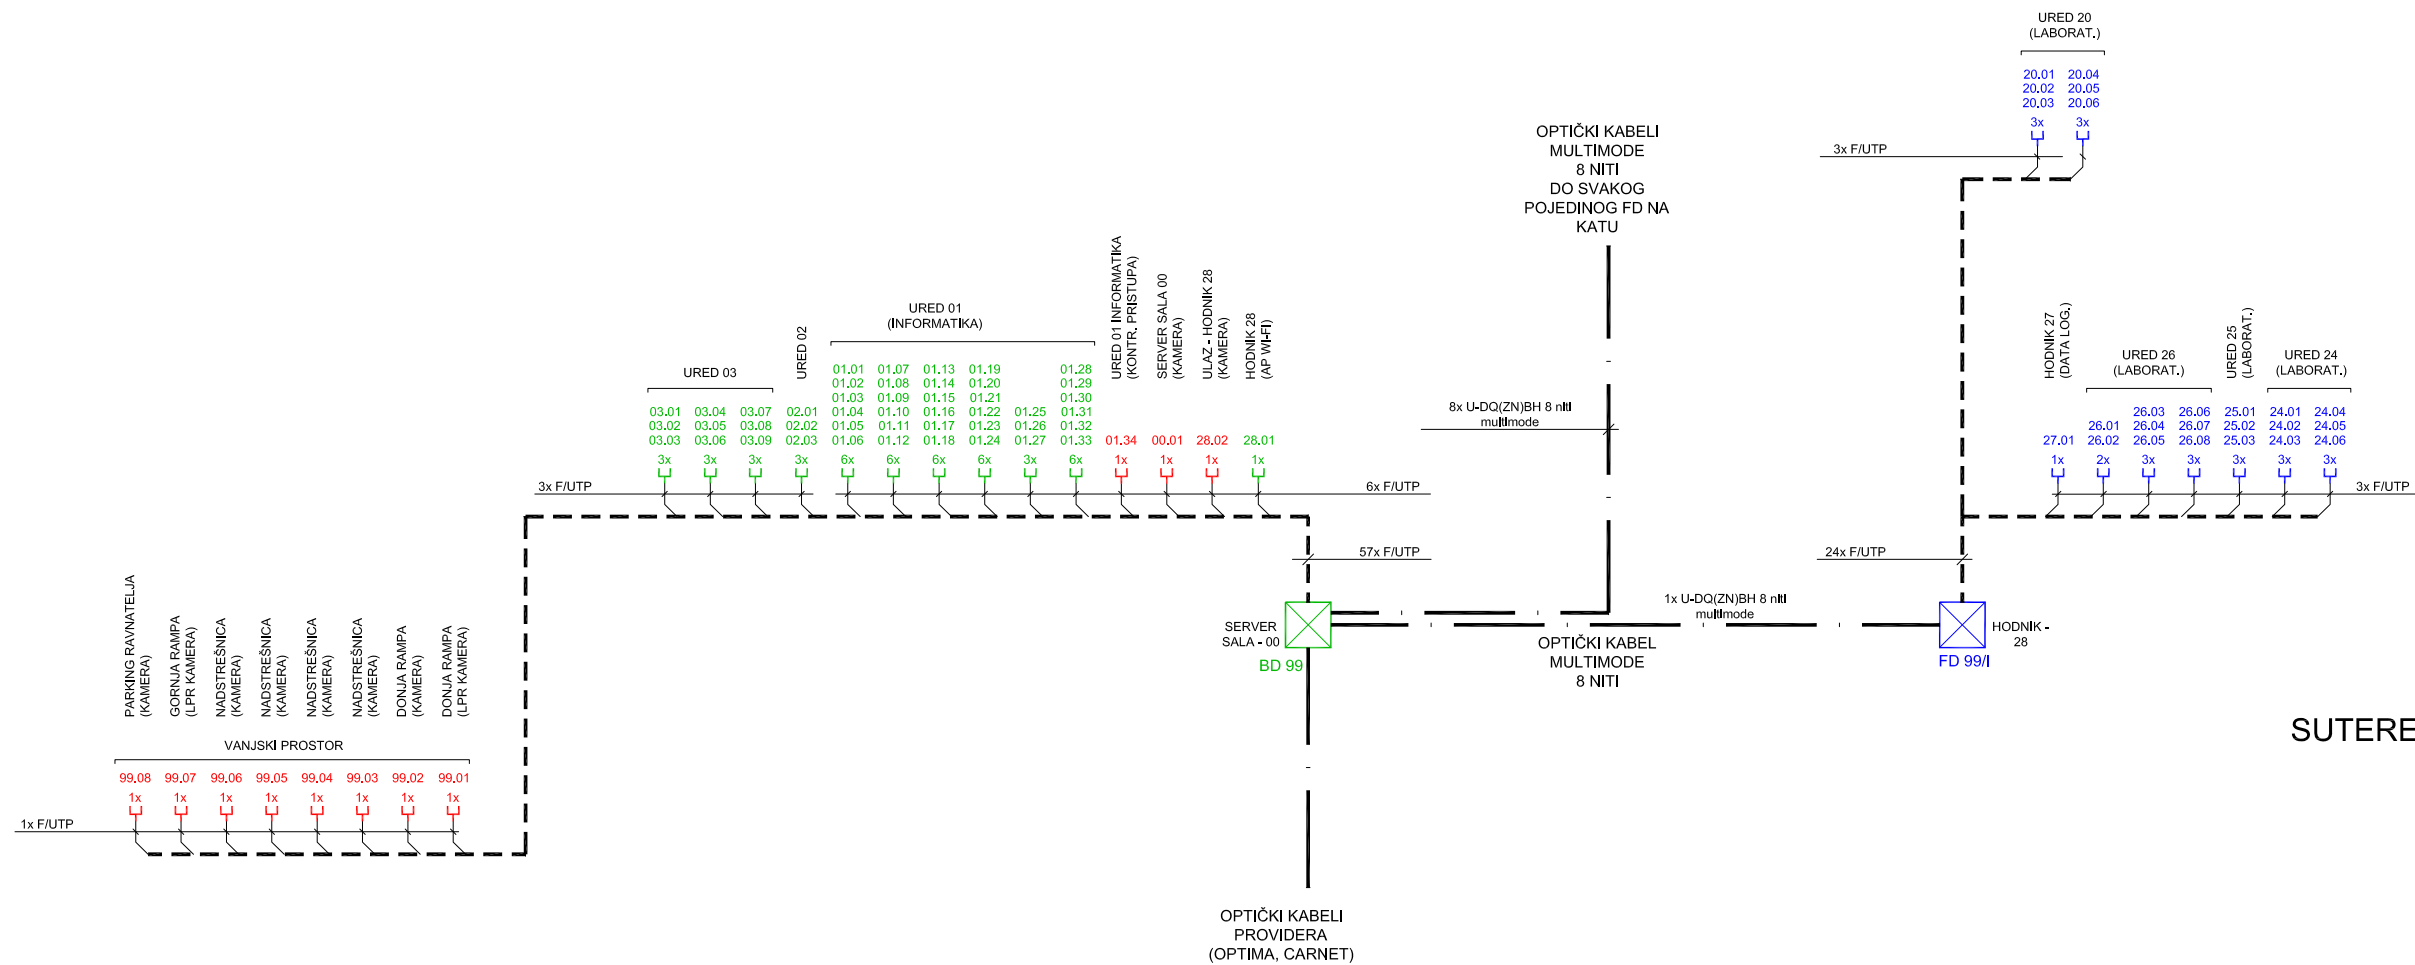 URED 20
(LABORAT.)
20.01 20.04
20.02 20.05
20.03 20.06
3x 3x
3x F/UTP
OPTIČKI KABELI
MULTIMODE
8 NITI
DO SVAKOG
POJEDINOG FD NA
KATU
8x U-DQ(ZN)BH 8 niti
multimode
URED 03
03.01 03.04 03.07
03.02 03.05 03.08
03.03 03.06 03.09
3x 3x 3x
URED 02
02.01
02.02
02.03
3x
URED 01
(INFORMATIKA)
01.01 01.07 01.13 01.19 01.28
01.02 01.08 01.14 01.20 01.29
01.03 01.09 01.15 01.21 01.30
01.04 01.10 01.16 01.22 01.25 01.31
01.05 01.11 01.17 01.23 01.26 01.32
01.06 01.12 01.18 01.24 01.27 01.33
6x 6x 6x 6x 3x 6x
URED 01 INFORMATIKA
(KONTR. PRISTUPA)
01.34
1x
SERVER SALA 00
(KAMERA)
00.01
1x
ULAZ - HODNIK 28
(KAMERA)
28.02
1x
HODNIK 28
(AP WI-FI)
28.01
1x
3x F/UTP
6x F/UTP
57x F/UTP
HODNIK 27
(DATA LOG.)
27.01
1x
URED 26
(LABORAT.)
26.03 26.06
26.01 26.04 26.07
26.02 26.05 26.08
2x 3x 3x
URED 25
(LABORAT.)
25.01
25.02
25.03
3x
URED 24
(LABORAT.)
24.01 24.04
24.02 24.05
24.03 24.06
3x 3x
3x F/UTP
24x F/UTP
1x U-DQ(ZN)BH 8 niti
multimode
SERVER
SALA - 00
BD 99
OPTIČKI KABEL
MULTIMODE
8 NITI
HODNIK -
28
FD 99/I
SUTERE
PARKING RAVNATELJA
(KAMERA)
GORNJA RAMPA
(LPR KAMERA)
NADSTREŠNICA
(KAMERA)
NADSTREŠNICA
(KAMERA)
NADSTREŠNICA
(KAMERA)
NADSTREŠNICA
(KAMERA)
DONJA RAMPA
(KAMERA)
DONJA RAMPA
(LPR KAMERA)
VANJSKI PROSTOR
99.08 99.07 99.06 99.05 99.04 99.03 99.02 99.01
1x 1x 1x 1x 1x 1x 1x 1x
1x F/UTP
OPTIČKI KABELI
PROVIDERA
(OPTIMA, CARNET)